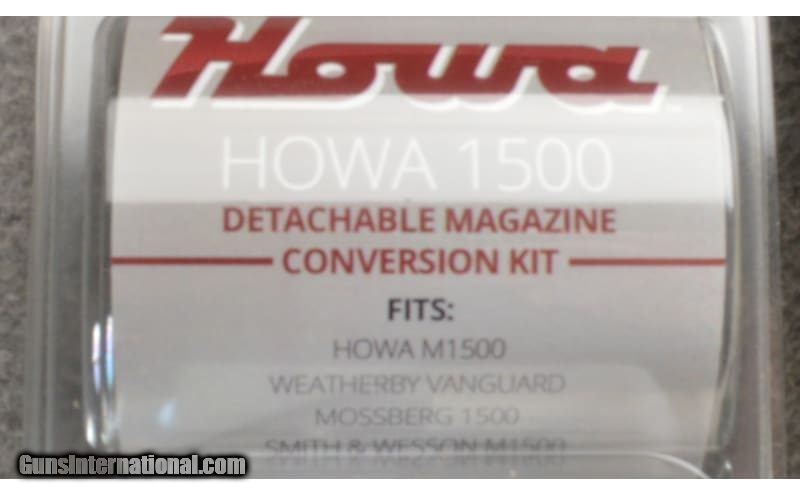 Howa
HOWA 1500
DETACHABLE MAGAZINE
CONVERSION KIT
FITS:
HOWA M1500
WEATHERBY VANGUARD
MOSSBERG 1500
SMITH & WESSON M1500
GunsInternational.com